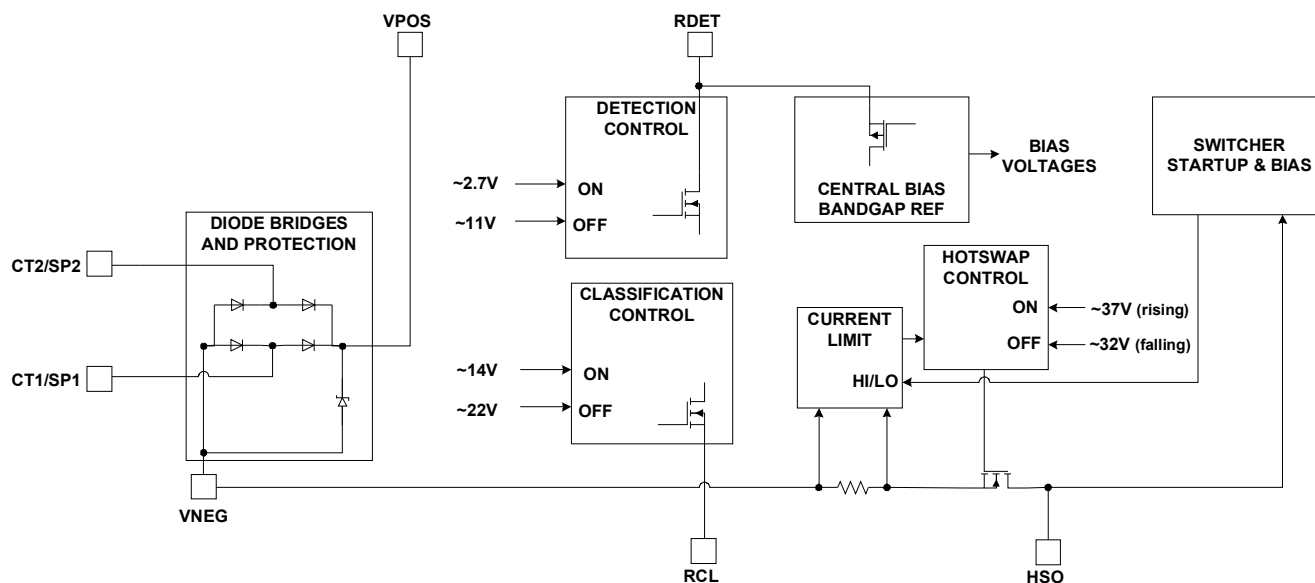 VPOS
RDET
DETECTION
CONTROL
~2.7V
ON
~11V
OFF
CENTRAL BIAS
BANDGAP REF
BIAS
VOLTAGES
SWITCHER
STARTUP & BIAS
DIODE BRIDGES
AND PROTECTION
CT2/SP2
CT1/SP1
VNEG
CLASSIFICATION
CONTROL
~14V
ON
~22V
OFF
RCL
CURRENT
LIMIT
HI/LO
HOTSWAP
CONTROL
ON
~37V (rising)
OFF
~32V (falling)
HSO